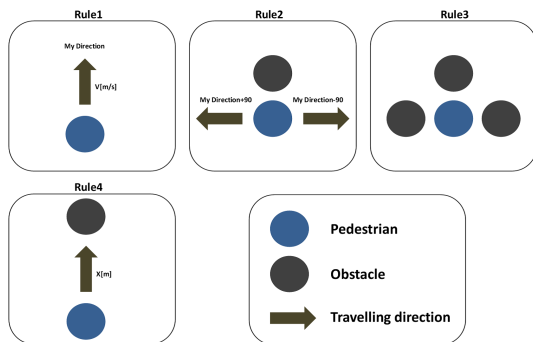 Rule1
My Direction
V[m/s]
Rule2
My Direction+90
My Direction-90
Rule3
Rule4
X[m]
Pedestrian
Obstacle
Travelling direction